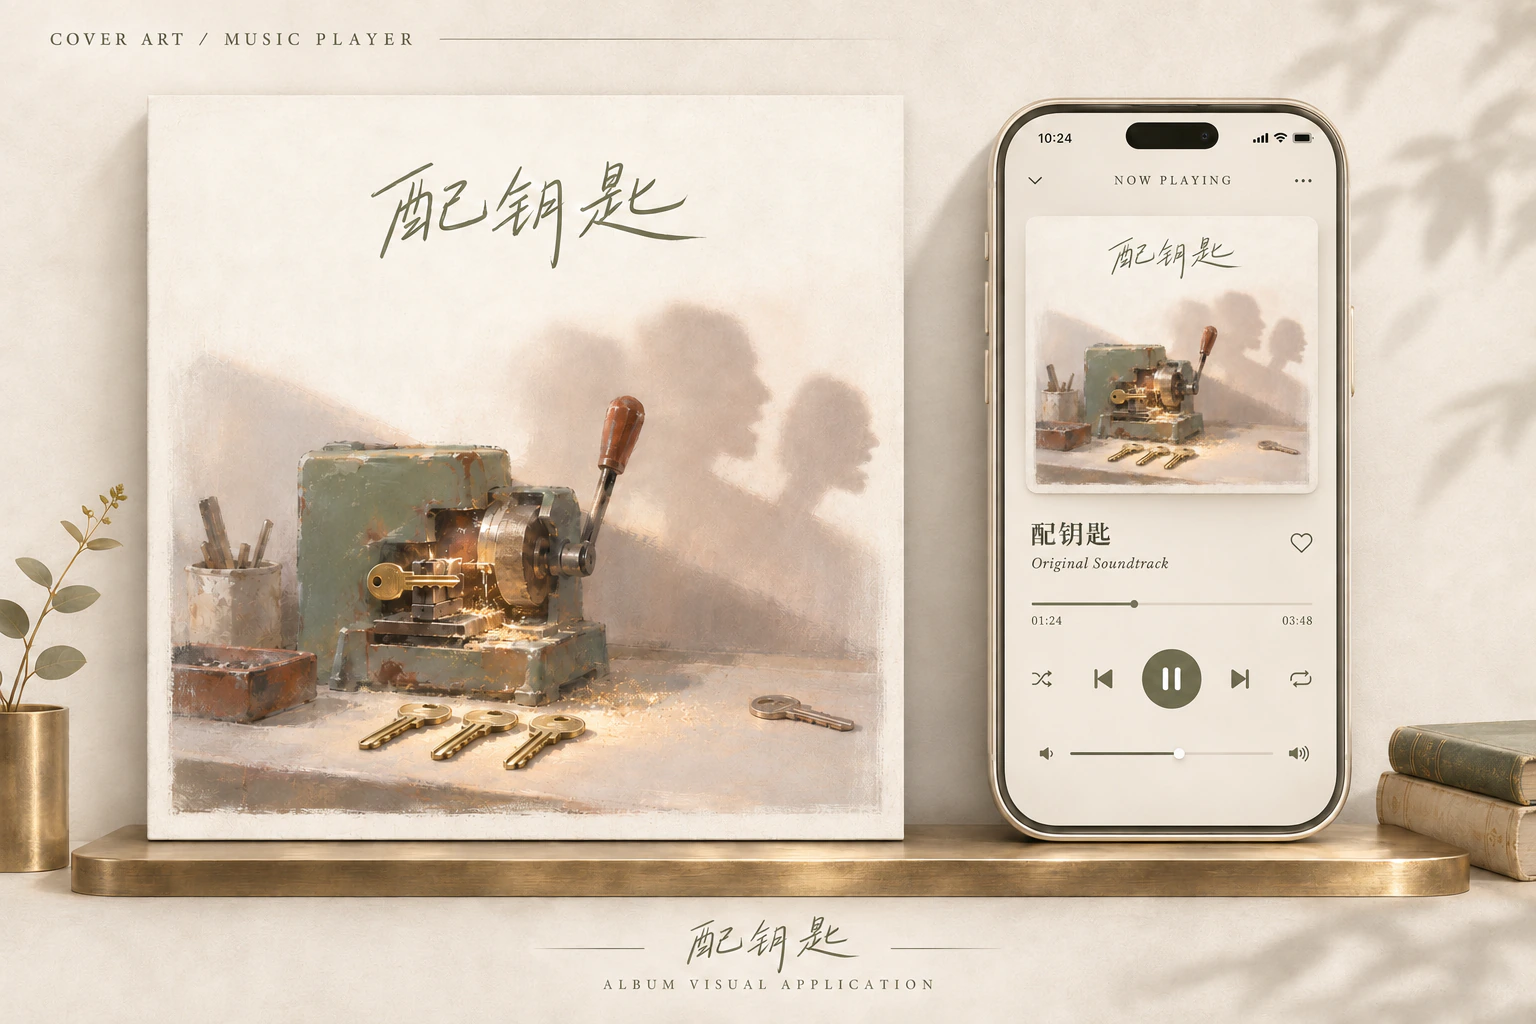 COVER ART / MUSIC PLAYER
配钥匙
10:24
NOW PLAYING
配钥匙
配钥匙
Original Soundtrack
01:24
03:48
配钥匙
ALBUM VISUAL APPLICATION